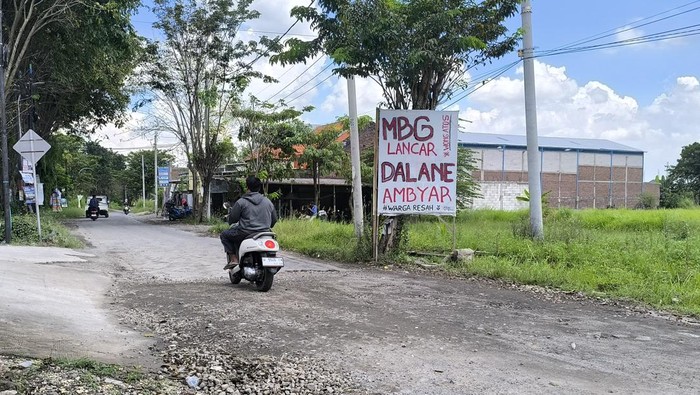 MBG
LANCAR
DALANE
AMBYAR
# WARGA RESAH #